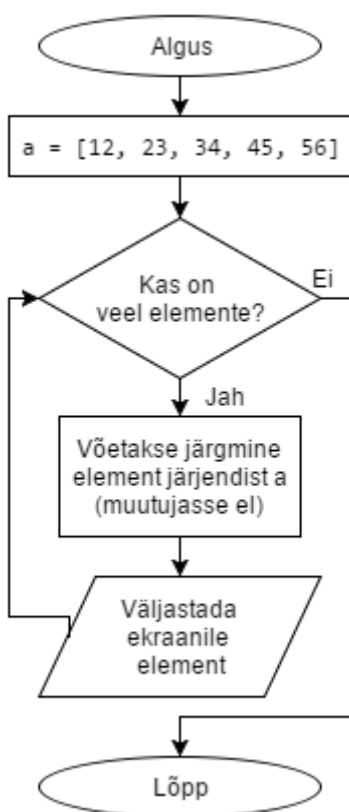 Algus
a = [12, 23, 34, 45, 56]
Kas on
veel elemente?
Ei
Jah
Võetakse järgmine
element järjendist a
(muutujasse el)
Väljastada
ekraanile
element
Lõpp